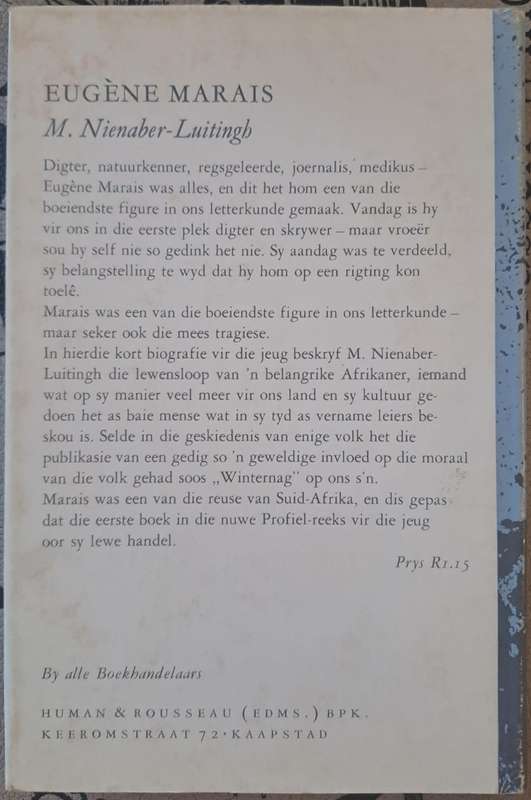 EUGÈNE MARAIS
M. Nienaber-Luitingh
Digter, natuurkenner, regsgeleerde, joernalis, medikus –
Eugène Marais was alles, en dit het hom een van die
boeiendste figure in ons letterkunde gemaak. Vandag is hy
vir ons in die eerste plek digter en skrywer – maar vroeër
sou hy self nie so gedink het nie. Sy aandag was te verdeeld,
sy belangstelling te wyd dat hy hom op een rigting kon
toelê.
Marais was een van die boeiendste figure in ons letterkunde –
maar seker ook die mees tragiese.
In hierdie kort biografie vir die jeug beskryf M. Nienaber-
Luitingh die lewensloop van 'n belangrike Afrikaner, iemand
wat op sy manier veel meer vir ons land en sy kultuur ge-
doen het as baie mense wat in sy tyd as vername leiers be-
skou is. Selde in die geskiedenis van enige volk het die
publikasie van een gedig so 'n geweldige invloed op die moraal
van die volk gehad soos „Winternag” op ons s'n.
Marais was een van die reuse van Suid-Afrika, en dis gepas
dat die eerste boek in die nuwe Profiel-reeks vir die jeug
oor sy lewe handel.
Prys R1.15
By alle Boekhandelaars
HUMAN & ROUSSEAU (EDMS.) BPK.
KEEROMSTRAAT 72 · KAAPSTAD